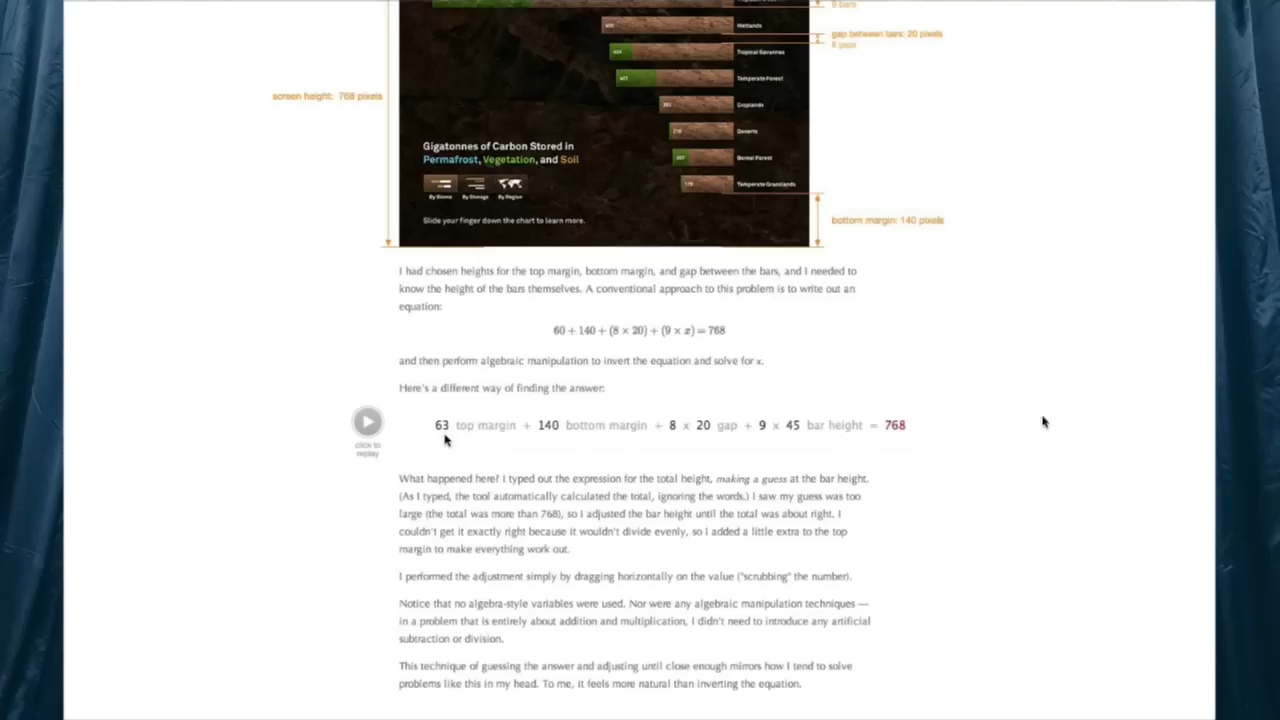 9 bars
Wetlands
gap between bars: 20 pixels
8 gaps
Tropical Savannas
Temperate Forest
screen height: 768 pixels
Croplands
Deserts
Gigatonnes of Carbon Stored in
Permafrost, Vegetation, and Soil
Boreal Forest
Temperate Grasslands
By Biome By Storage By Region
Slide your finger down the chart to learn more.
bottom margin: 140 pixels
I had chosen heights for the top margin, bottom margin, and gap between the bars, and I needed to
know the height of the bars themselves. A conventional approach to this problem is to write out an
equation:
60 + 140 + (8 × 20) + (9 × x) = 768
and then perform algebraic manipulation to invert the equation and solve for x.
Here's a different way of finding the answer:
63 top margin + 140 bottom margin + 8 x 20 gap + 9 x 45 bar height = 768
click to
replay
What happened here? I typed out the expression for the total height, making a guess at the bar height.
(As I typed, the tool automatically calculated the total, ignoring the words.) I saw my guess was too
large (the total was more than 768), so I adjusted the bar height until the total was about right. I
couldn't get it exactly right because it wouldn't divide evenly, so I added a little extra to the top
margin to make everything work out.
I performed the adjustment simply by dragging horizontally on the value ("scrubbing" the number).
Notice that no algebra-style variables were used. Nor were any algebraic manipulation techniques —
in a problem that is entirely about addition and multiplication, I didn't need to introduce any artificial
subtraction or division.
This technique of guessing the answer and adjusting until close enough mirrors how I tend to solve
problems like this in my head. To me, it feels more natural than inverting the equation.